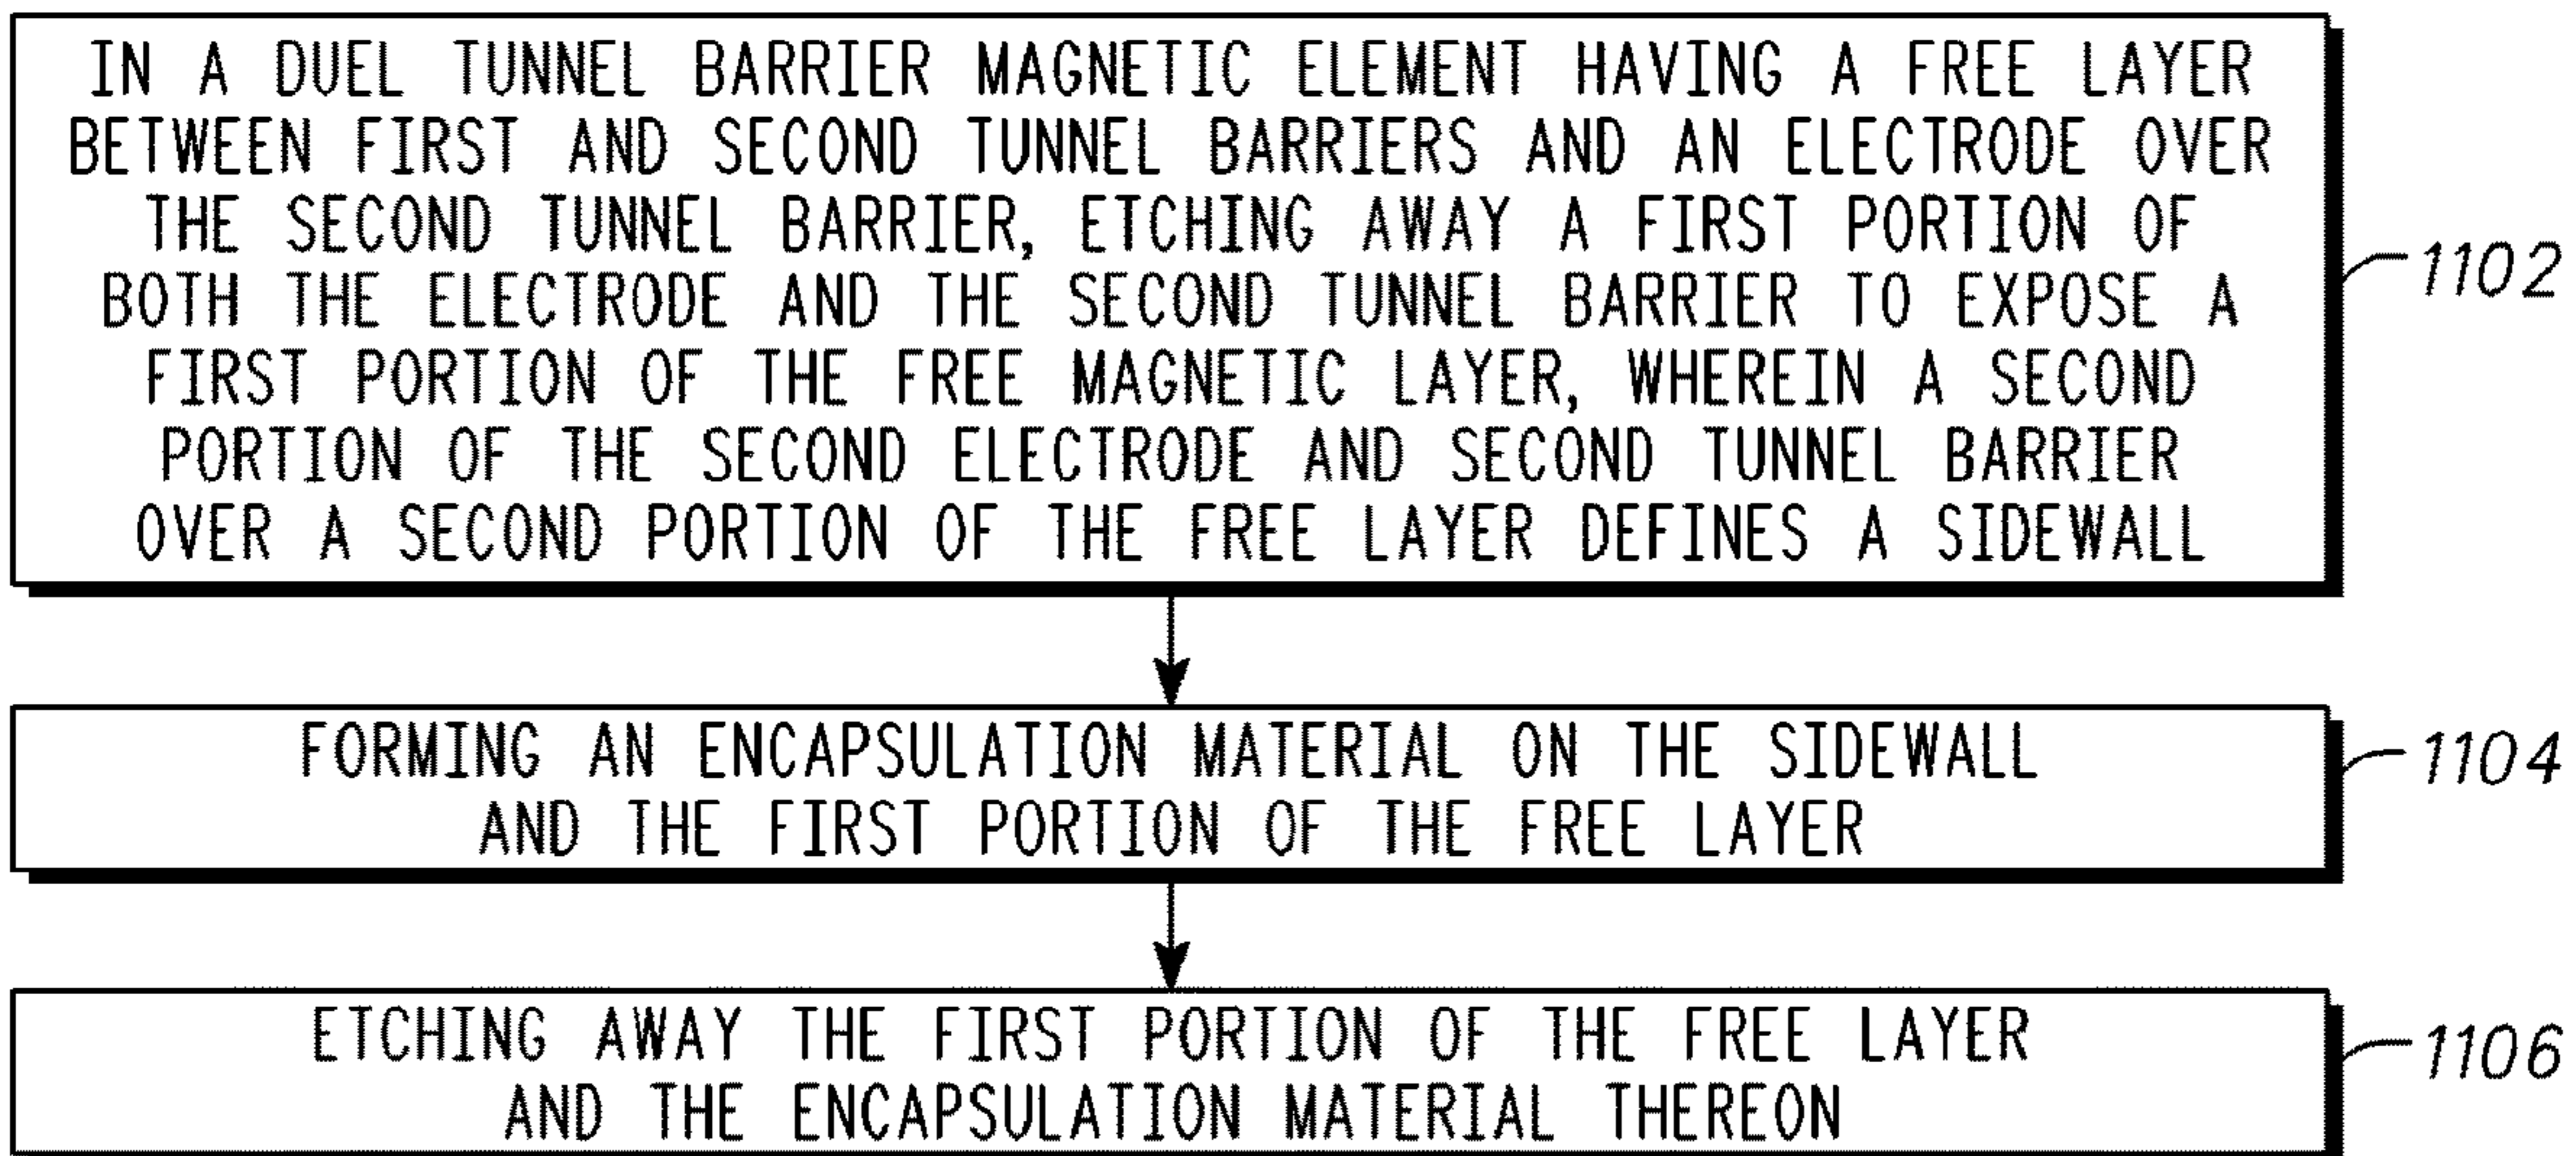 IN A DUEL TUNNEL BARRIER MAGNETIC ELEMENT HAVING A FREE LAYER
BETWEEN FIRST AND SECOND TUNNEL BARRIERS AND AN ELECTRODE OVER
THE SECOND TUNNEL BARRIER, ETCHING AWAY A FIRST PORTION OF
BOTH THE ELECTRODE AND THE SECOND TUNNEL BARRIER TO EXPOSE A
FIRST PORTION OF THE FREE MAGNETIC LAYER, WHEREIN A SECOND
PORTION OF THE SECOND ELECTRODE AND SECOND TUNNEL BARRIER
OVER A SECOND PORTION OF THE FREE LAYER DEFINES A SIDEWALL
1102
FORMING AN ENCAPSULATION MATERIAL ON THE SIDEWALL
AND THE FIRST PORTION OF THE FREE LAYER
1104
ETCHING AWAY THE FIRST PORTION OF THE FREE LAYER
AND THE ENCAPSULATION MATERIAL THEREON
1106